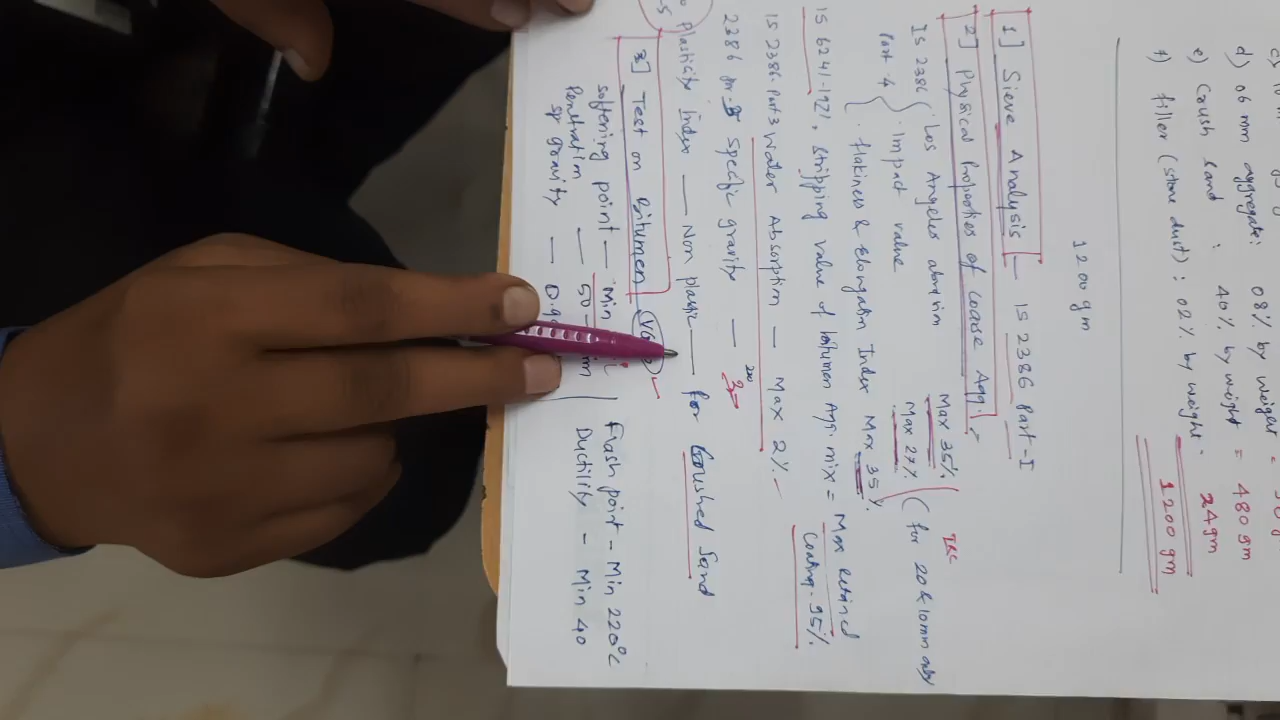 d) 06 mm aggregate: 08% by weight =
e) Crush Sand : 40% by weight = 480 gm
f) filler (stone dust) : 02% by weight. 24gm
1200 gm
1200 gm
1] Sieve Analysis — IS 2386 Part-I
2] Physical Properties of Coarse Agg. :-
IS 2386 Part 4
Los Angeles abrasion Max 35%
Impact value Max 27% (for 20 & 10mm
flakiness & Elongation Index Max 35%.
IS 6241-1971, Stripping value of bitumen Agg. mix = Retained Coating - 95%
IS 2386- Part 3 Water Absorption — Max 2%
2386 Specific gravity — 3
Plasticity Index — Non plastic — for Crushed Sand
3] Test on Bitumen
Softening point — Min
flash point - Min 220°C
Penetration — 50
Ductility - Min 40
Sp gravity —